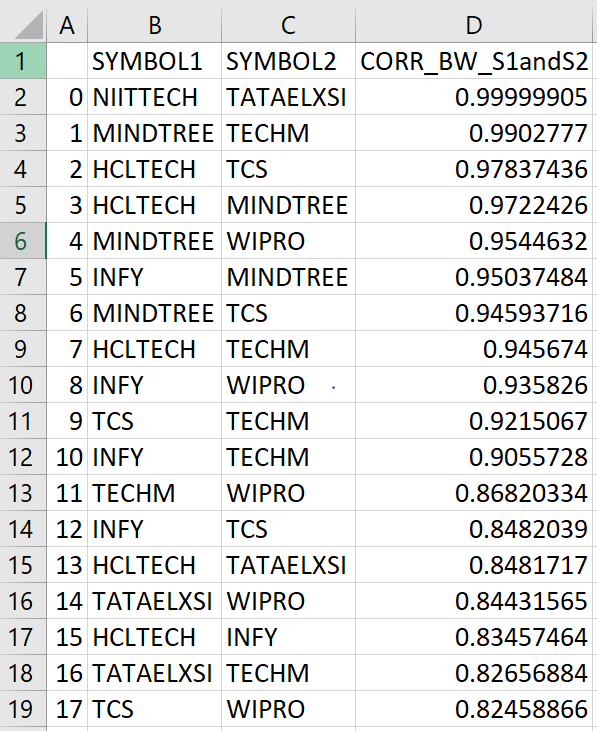 A B C D
1 SYMBOL1 SYMBOL2 CORR_BW_S1andS2
2 0 NIITTECH TATAELXSI 0.99999905
3 1 MINDTREE TECHM 0.9902777
4 2 HCLTECH TCS 0.97837436
5 3 HCLTECH MINDTREE 0.9722426
6 4 MINDTREE WIPRO 0.9544632
7 5 INFY MINDTREE 0.95037484
8 6 MINDTREE TCS 0.94593716
9 7 HCLTECH TECHM 0.945674
10 8 INFY WIPRO 0.935826
11 9 TCS TECHM 0.9215067
12 10 INFY TECHM 0.9055728
13 11 TECHM WIPRO 0.86820334
14 12 INFY TCS 0.8482039
15 13 HCLTECH TATAELXSI 0.8481717
16 14 TATAELXSI WIPRO 0.84431565
17 15 HCLTECH INFY 0.83457464
18 16 TATAELXSI TECHM 0.82656884
19 17 TCS WIPRO 0.82458866